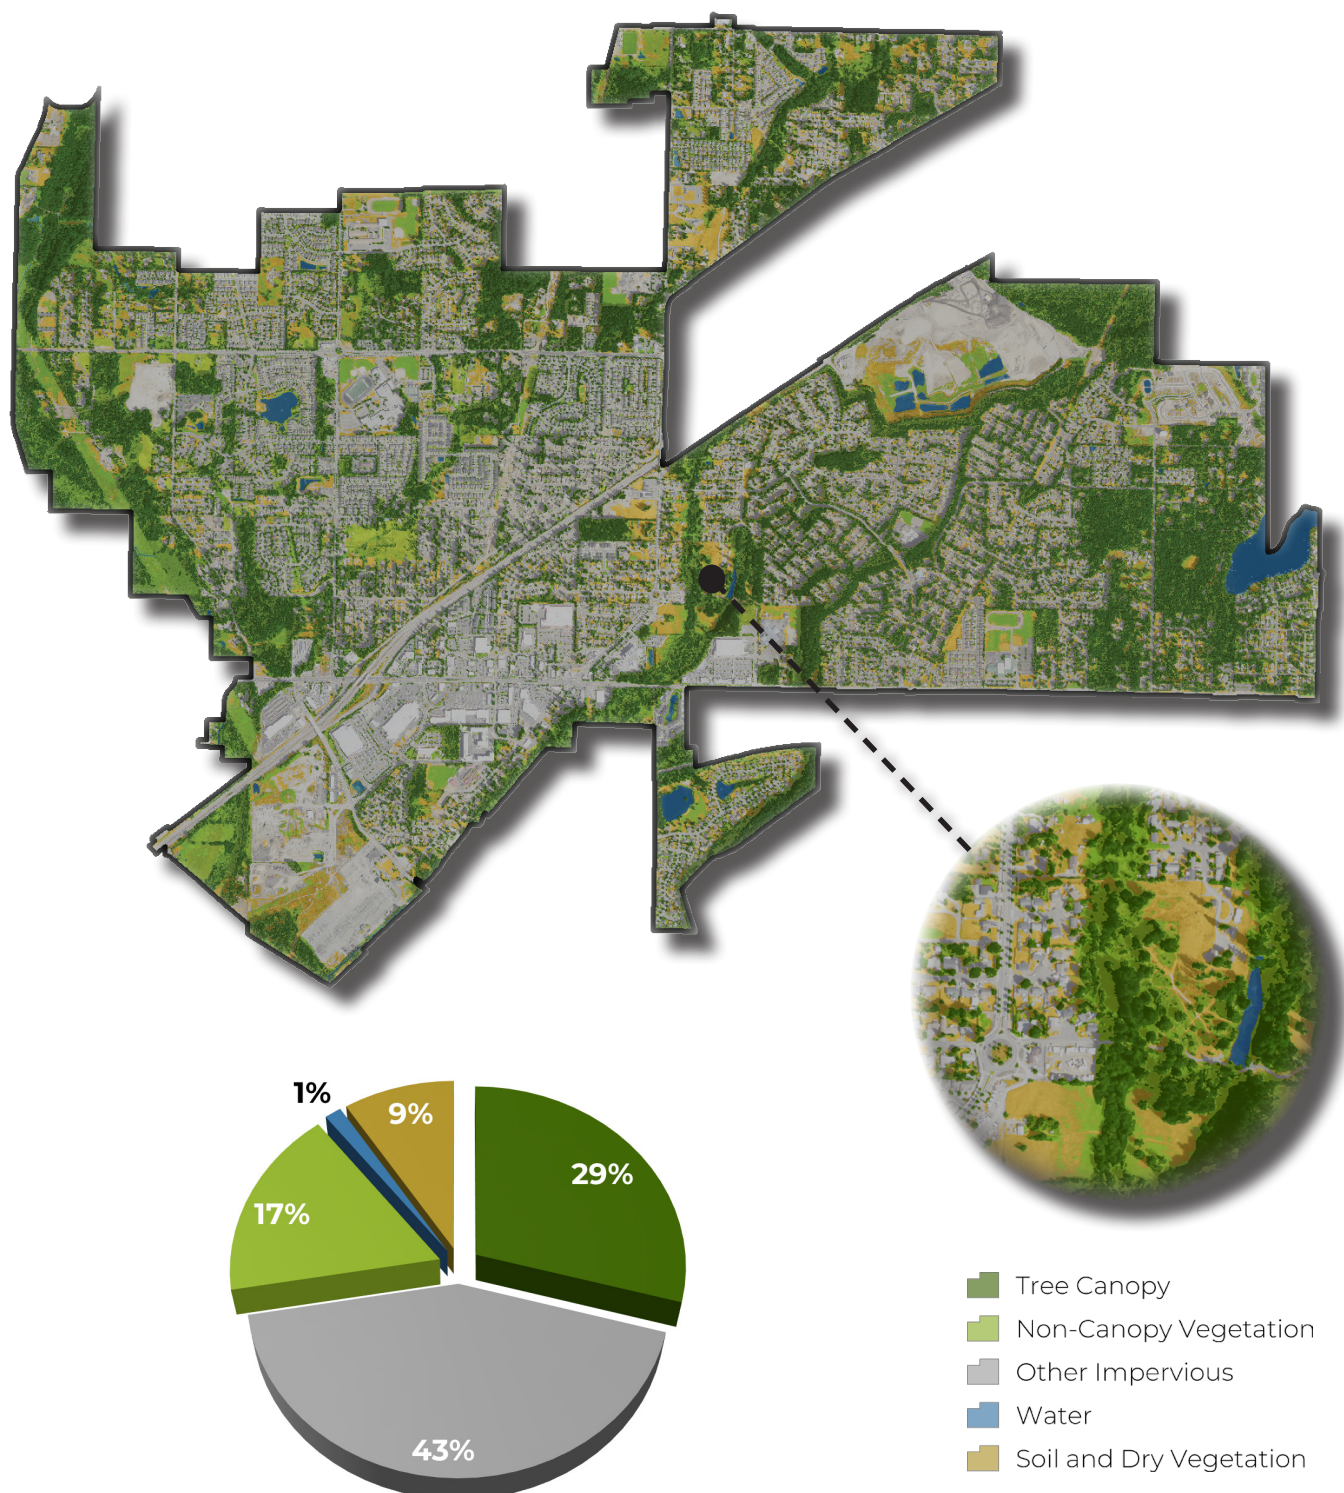 1%
9%
29%
17%
43%
Tree Canopy
Non-Canopy Vegetation
Other Impervious
Water
Soil and Dry Vegetation